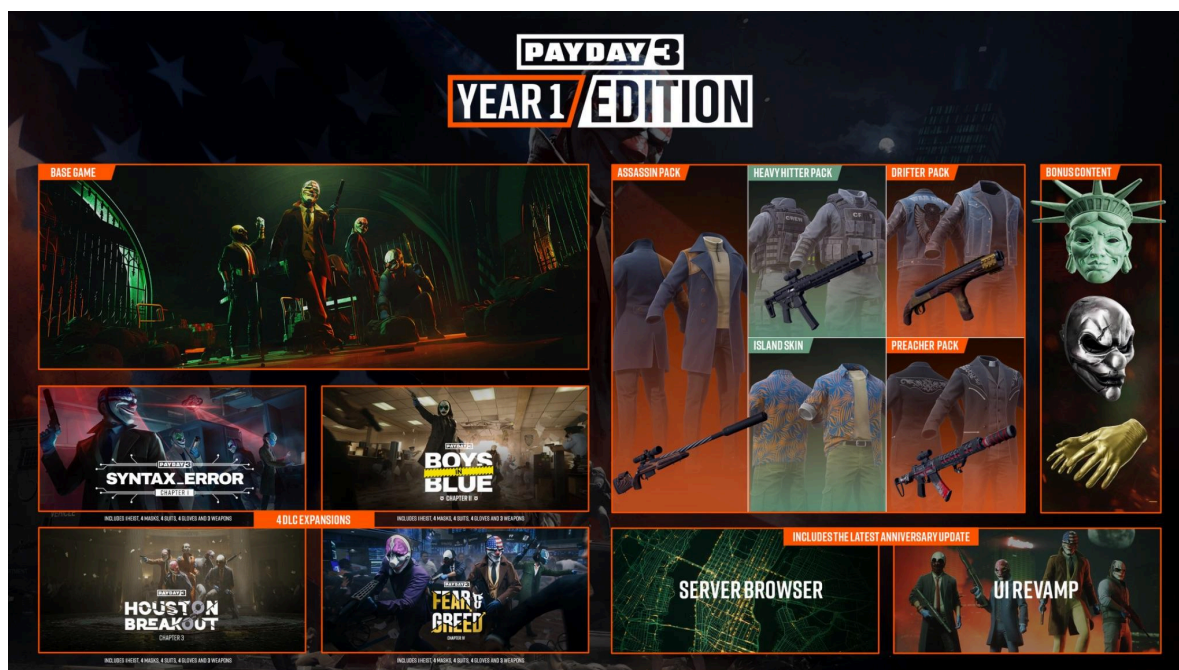 PAYDAY 3
YEAR 1 EDITION
BASE GAME
ASSASSIN PACK
HEAVY HITTER PACK
CREW
DRIFTER PACK
ISLAND SKIN
PREACHER PACK
BONUS CONTENT
PAYDAY 3
SYNTAX_ERROR
CHAPTER I
INCLUDES 1 HEIST, 4 MASKS, 4 SUITS, 4 GLOVES AND 3 WEAPONS
PAYDAY 3
BOYS
IN
BLUE
CHAPTER II
INCLUDES 1 HEIST, 4 MASKS, 4 SUITS, 4 GLOVES AND 3 WEAPONS
4 DLC EXPANSIONS
PAYDAY 3
HOUSTON
BREAKOUT
CHAPTER 3
INCLUDES 1 HEIST, 4 MASKS, 4 SUITS, 4 GLOVES AND 3 WEAPONS
PAYDAY 3
FEAR &
GREED
INCLUDES 1 HEIST, 4 MASKS, 4 SUITS, 4 GLOVES AND 3 WEAPONS
INCLUDES THE LATEST ANNIVERSARY UPDATE
SERVER BROWSER
UI REVAMP